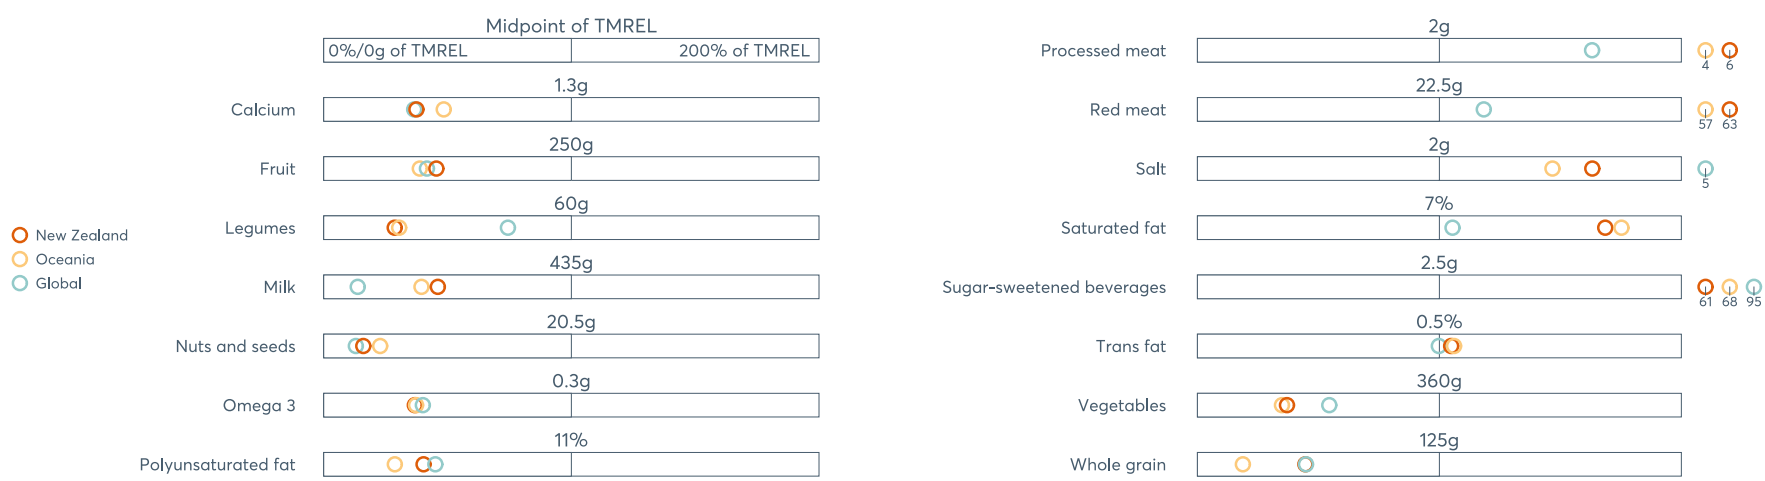 Midpoint of TMREL
0%/0g of TMREL 200% of TMREL
1.3g
Calcium
250g
Fruit
60g
Legumes
435g
Milk
20.5g
Nuts and seeds
0.3g
Omega 3
11%
Polyunsaturated fat
New Zealand
Oceania
Global
2g
Processed meat
4 6
22.5g
Red meat
57 63
2g
Salt
5
7%
Saturated fat
2.5g
Sugar-sweetened beverages
61 68 95
0.5%
Trans fat
360g
Vegetables
125g
Whole grain